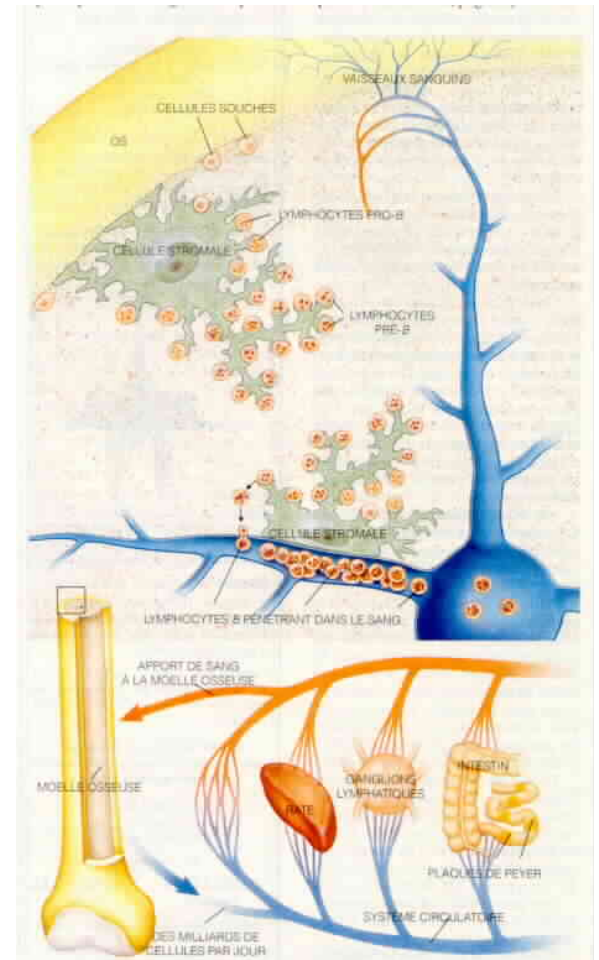 VAISSEAUX SANGUINS
CELLULES SOUCHES
OS
LYMPHOCYTES PRO-B
CELLULE STROMALE
LYMPHOCYTES
PRÉ-B
CELLULE STROMALE
LYMPHOCYTES B PÉNÉTRANT DANS LE SANG
APPORT DE SANG
À LA MOELLE OSSEUSE
MOELLE OSSEUSE
RATE
GANGLIONS
LYMPHATIQUES
INTESTIN
PLAQUES DE PEYER
SYSTÈME CIRCULATOIRE
DES MILLIARDS DE
CELLULES PAR JOUR